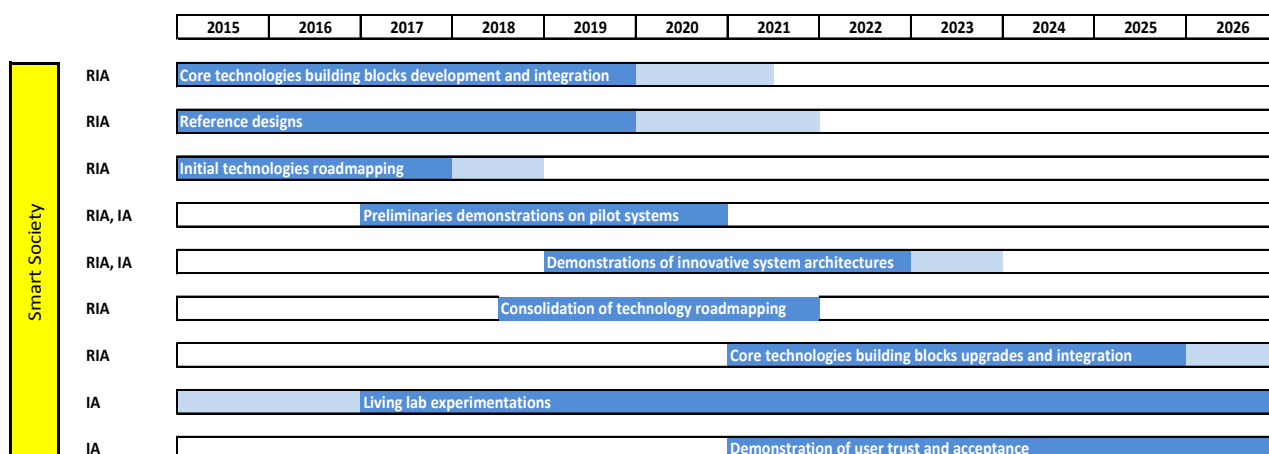 2015 2016 2017 2018 2019 2020 2021 2022 2023 2024 2025 2026
Smart Society
RIA Core technologies building blocks development and integration
RIA Reference designs
RIA Initial technologies roadmapping
RIA, IA Preliminaries demonstrations on pilot systems
RIA, IA Demonstrations of innovative system architectures
RIA Consolidation of technology roadmapping
RIA Core technologies building blocks upgrades and integration
IA Living lab experimentations
IA Demonstration of user trust and acceptance